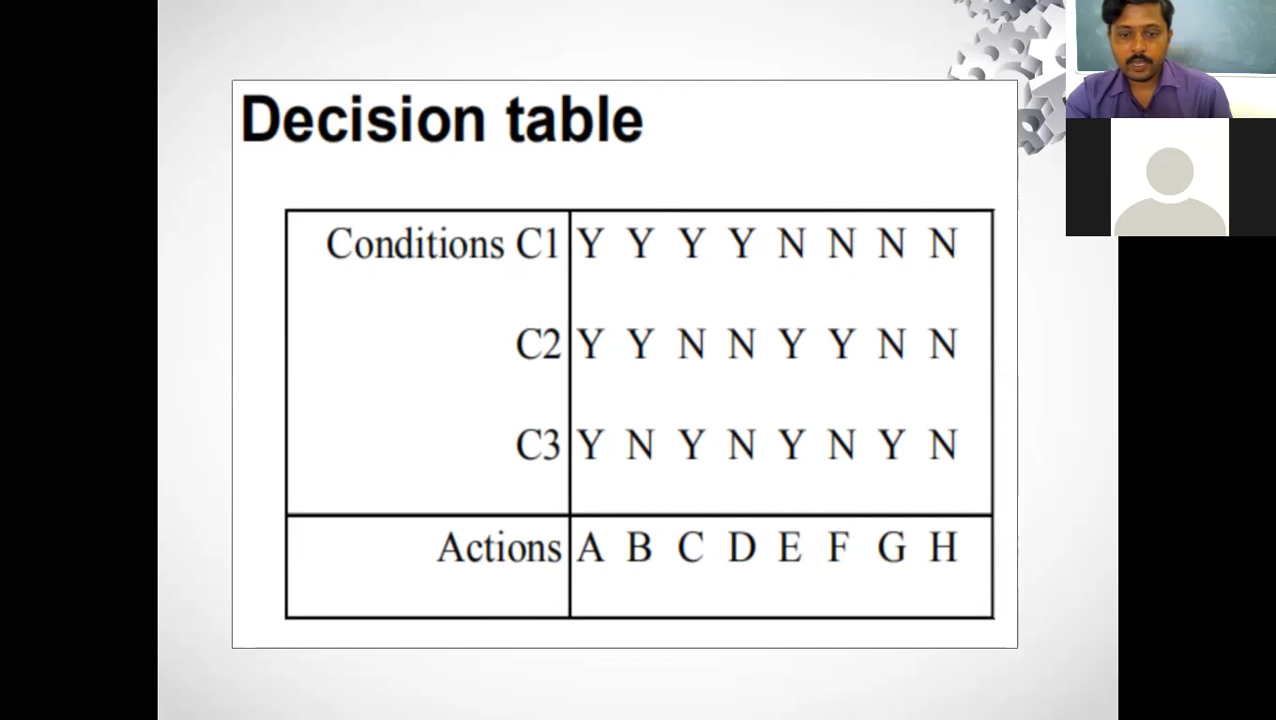 Decision table
Conditions C1 Y Y Y Y N N N N
C2 Y Y N N Y Y N N
C3 Y N Y N Y N Y N
Actions A B C D E F G H